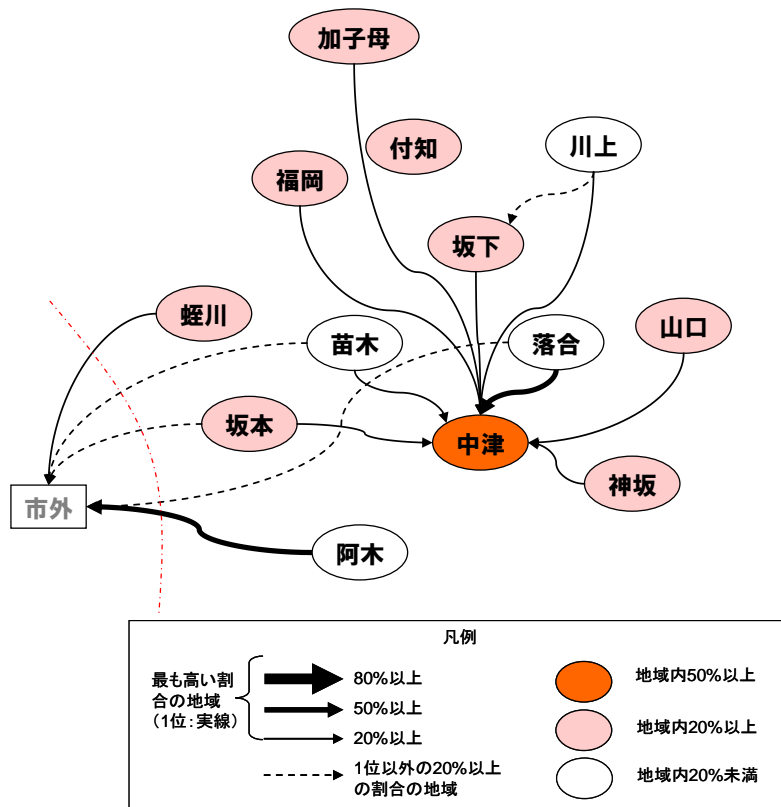 加子母
付知
川上
福岡
坂下
蛭川
苗木
落合
山口
坂本
中津
神坂
市外
阿木
凡例
最も高い割
合の地域
（1位：実線）
80%以上
50%以上
20%以上
1位以外の20%以上
の割合の地域
地域内50%以上
地域内20%以上
地域内20%未満